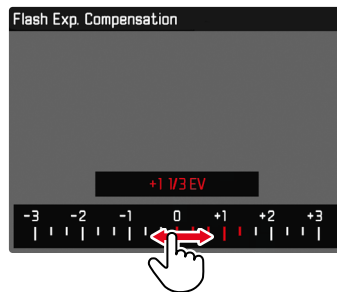 Flash Exp. Compensation
+1 1/3 EV
-3 -2 -1 0 +1 +2 +3